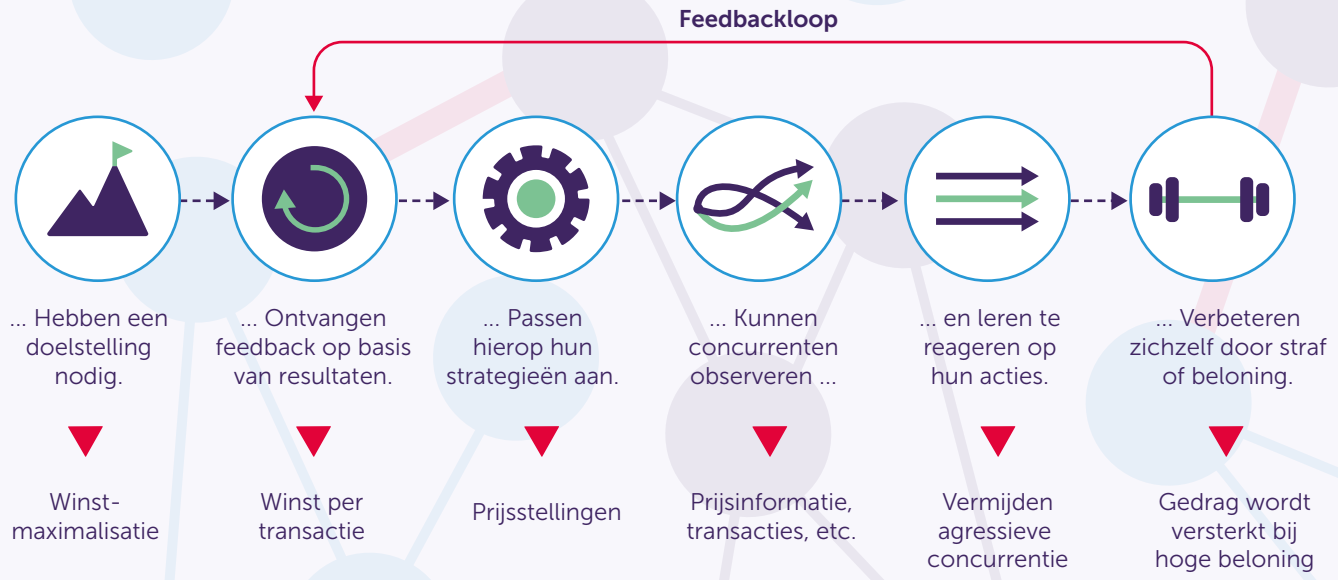 Feedbackloop
... Hebben een
doelstelling
nodig.
... Ontvangen
feedback op basis
van resultaten.
... Passen
hierop hun
strategieën aan.
... Kunnen
concurrenten
observeren ...
... en leren te
reageren op
hun acties.
... Verbeteren
zichzelf door straf
of beloning.
Winst-
maximalisatie
Winst per
transactie
Prijsstellingen
Prijsinformatie,
transacties, etc.
Vermijden
agressieve
concurrentie
Gedrag wordt
versterkt bij
hoge beloning